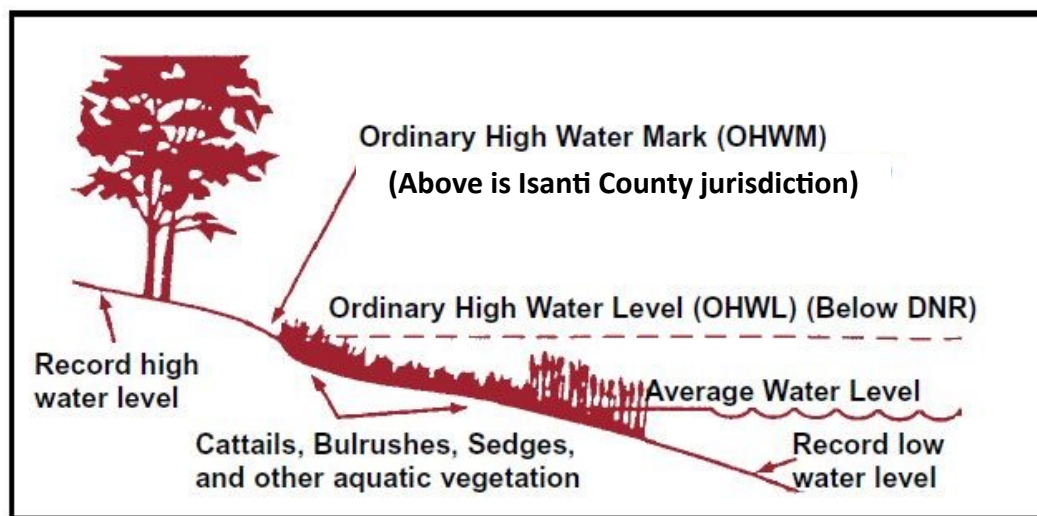 Ordinary High Water Mark (OHWM)
(Above is Isanti County jurisdiction)
Ordinary High Water Level (OHWL) (Below DNR)
Record high
water level
Average Water Level
Cattails, Bulrushes, Sedges,
and other aquatic vegetation
Record low
water level